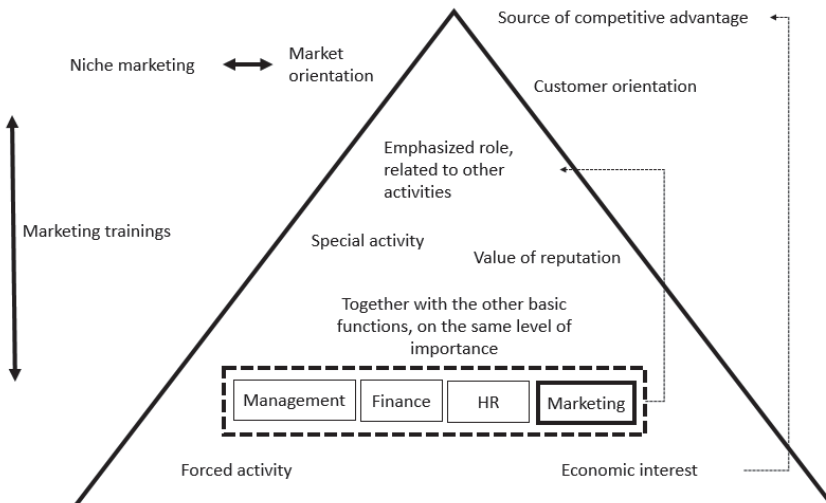 Source of competitive advantage
Niche marketing
Market
orientation
Customer orientation
Emphasized role,
related to other
activities
Marketing trainings
Special activity
Value of reputation
Together with the other basic
functions, on the same level of
importance
Management
Finance
HR
Marketing
Forced activity
Economic interest